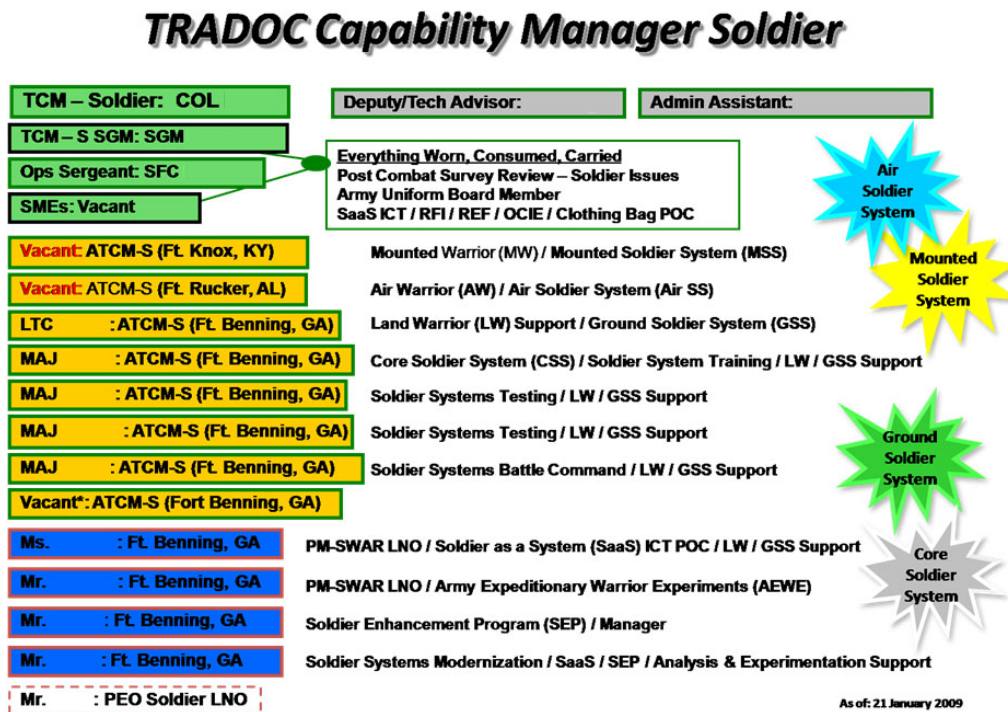 TRADOC Capability Manager Soldier
TCM – Soldier: COL
Deputy/Tech Advisor:
Admin Assistant:
TCM – S SGM: SGM
Ops Sergeant: SFC
SMEs: Vacant
Everything Worn, Consumed, Carried
Post Combat Survey Review – Soldier Issues
Army Uniform Board Member
SaaS ICT / RFI / REF / OCIE / Clothing Bag POC
Air
Soldier
System
Mounted
Soldier
System
Vacant: ATCM-S (Ft. Knox, KY) Mounted Warrior (MW) / Mounted Soldier System (MSS)
Vacant: ATCM-S (Ft. Rucker, AL) Air Warrior (AW) / Air Soldier System (Air SS)
LTC : ATCM-S (Ft. Benning, GA) Land Warrior (LW) Support / Ground Soldier System (GSS)
MAJ : ATCM-S (Ft. Benning, GA) Core Soldier System (CSS) / Soldier System Training / LW / GSS Support
MAJ : ATCM-S (Ft. Benning, GA) Soldier Systems Testing / LW / GSS Support
MAJ : ATCM-S (Ft. Benning, GA) Soldier Systems Testing / LW / GSS Support
MAJ : ATCM-S (Ft. Benning, GA) Soldier Systems Battle Command / LW / GSS Support
Vacant*: ATCM-S (Fort Benning, GA)
Ground
Soldier
System
Ms. : Ft. Benning, GA PM-SWAR LNO / Soldier as a System (SaaS) ICT POC / LW / GSS Support
Mr. : Ft. Benning, GA PM-SWAR LNO / Army Expeditionary Warrior Experiments (AEWE)
Mr. : Ft. Benning, GA Soldier Enhancement Program (SEP) / Manager
Mr. : Ft. Benning, GA Soldier Systems Modernization / SaaS / SEP / Analysis & Experimentation Support
Core
Soldier
System
Mr. : PEO Soldier LNO
As of: 21 January 2009